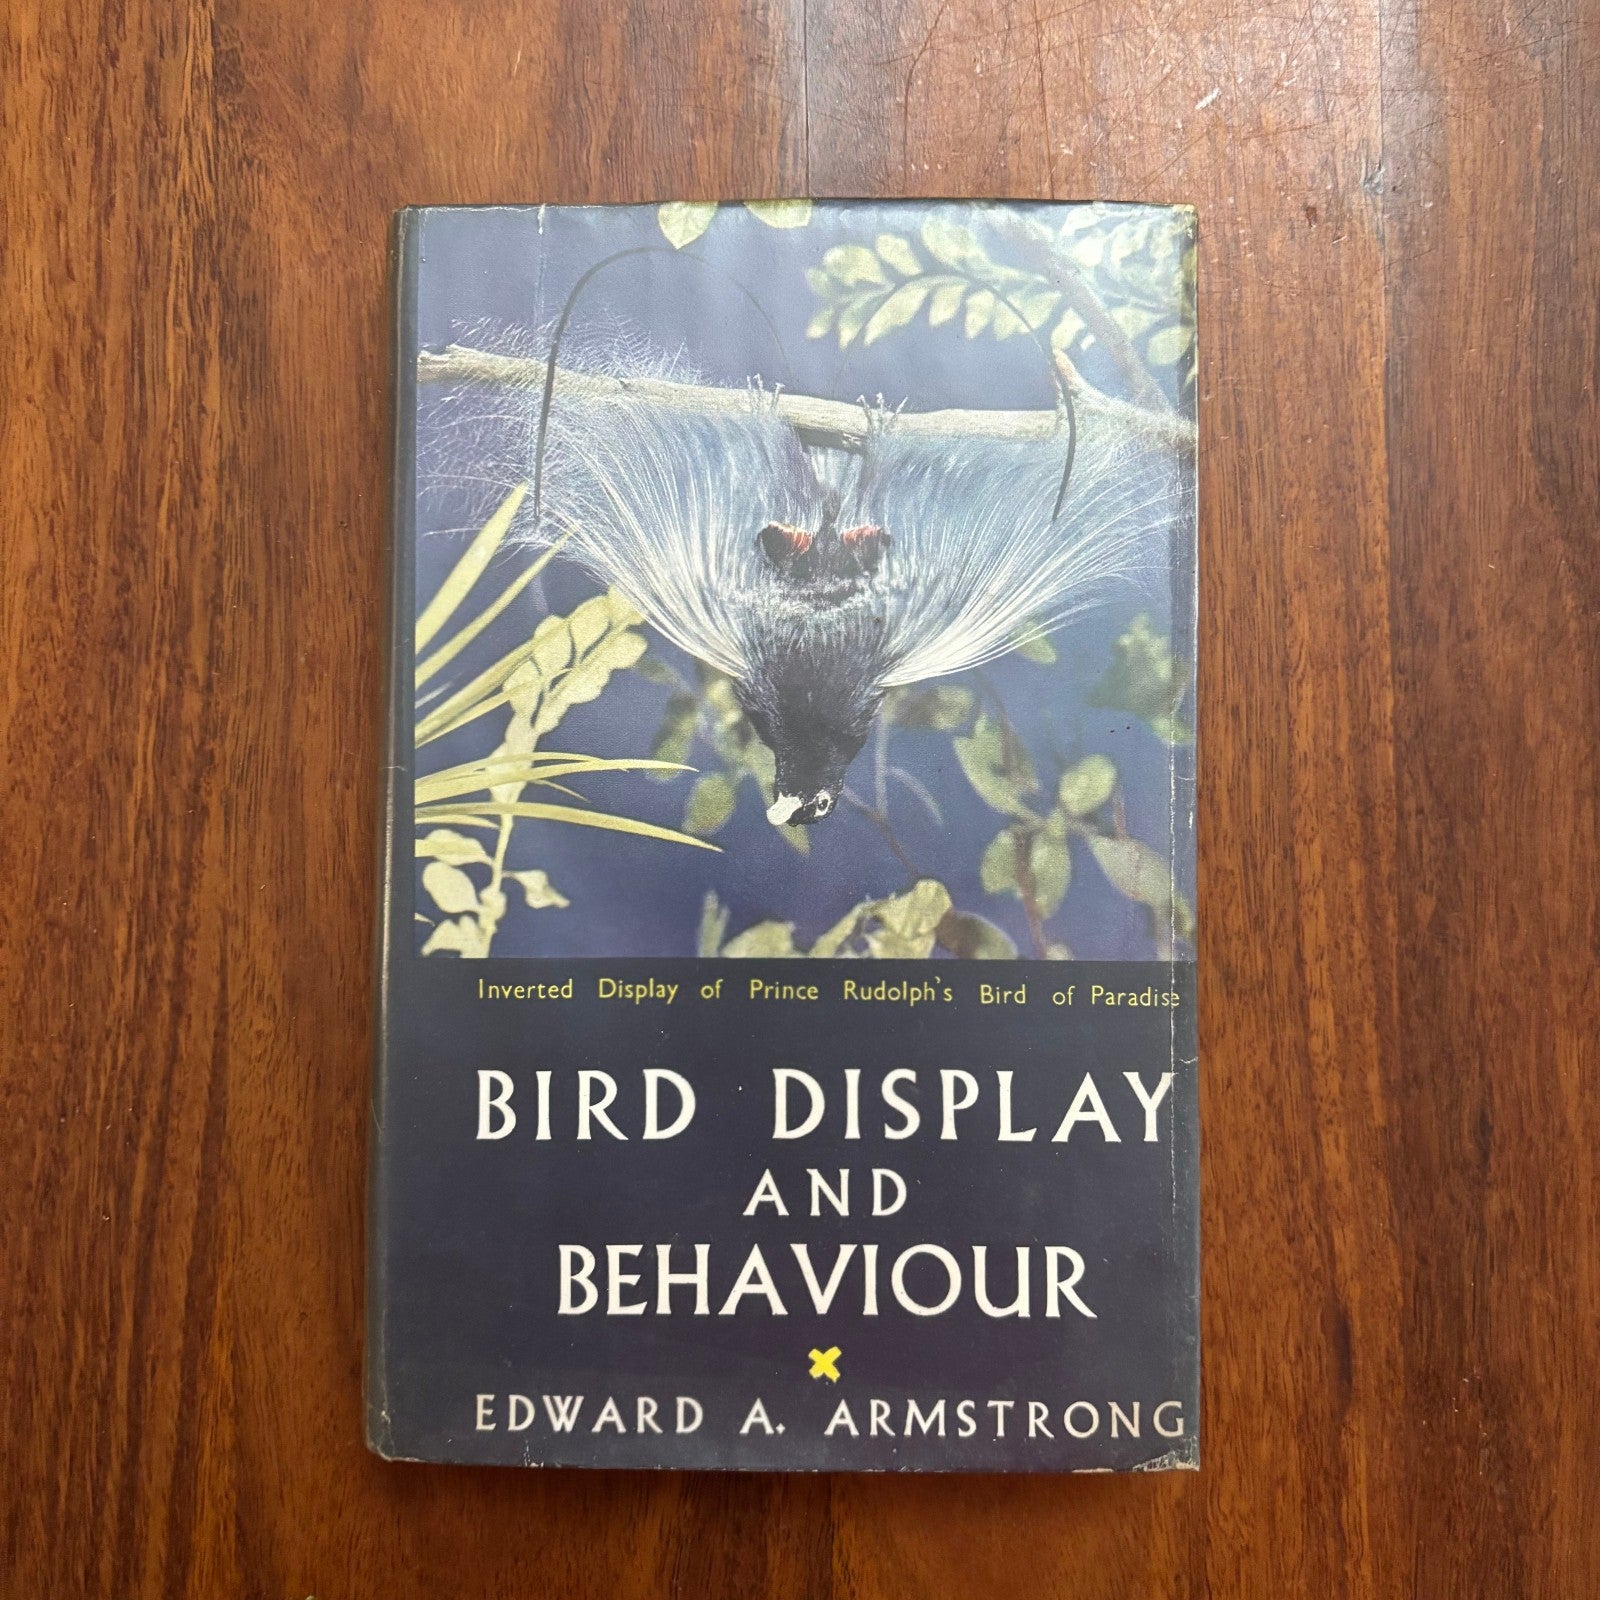 Inverted Display of Prince Rudolph's Bird of Paradise
BIRD DISPLAY
AND
BEHAVIOUR
EDWARD A. ARMSTRONG